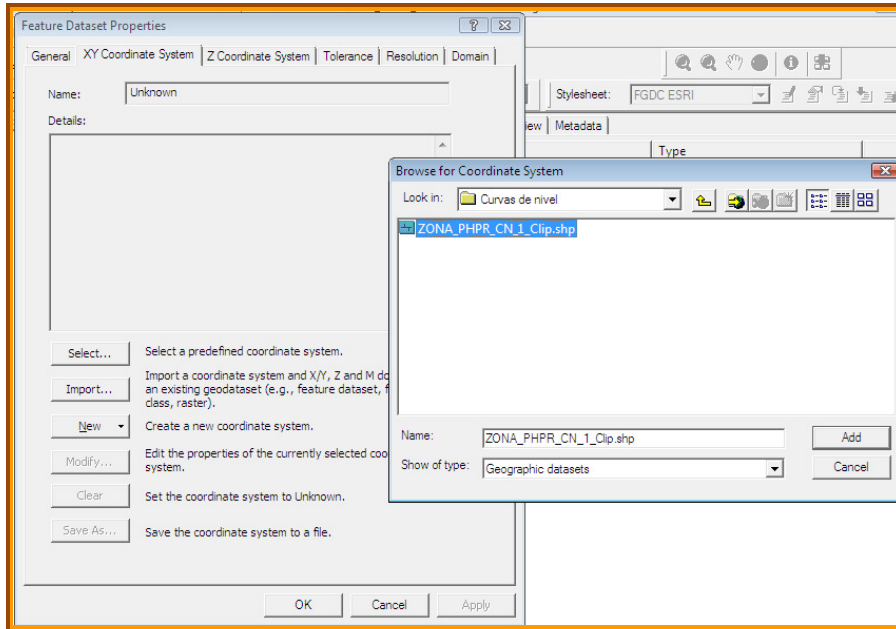 Feature Dataset Properties
General XY Coordinate System Z Coordinate System Tolerance Resolution Domain
Name: Unknown
Details:
Select... Select a predefined coordinate system.
Import... Import a coordinate system and X/Y, Z and M
an existing geodataset (e.g., feature dataset,
class, raster).
New Create a new coordinate system.
Modify... Edit the properties of the currently selected
system.
Clear Set the coordinate system to Unknown.
Save As... Save the coordinate system to a file.
OK Cancel Apply
Stylesheet: FGDC ESRI
Metadata
Type
Browse for Coordinate System
Look in: Curvas de nivel
ZONA_PHPR_CN_1_Clip.shp
Name: ZONA_PHPR_CN_1_Clip.shp Add
Show of type: Geographic datasets Cancel